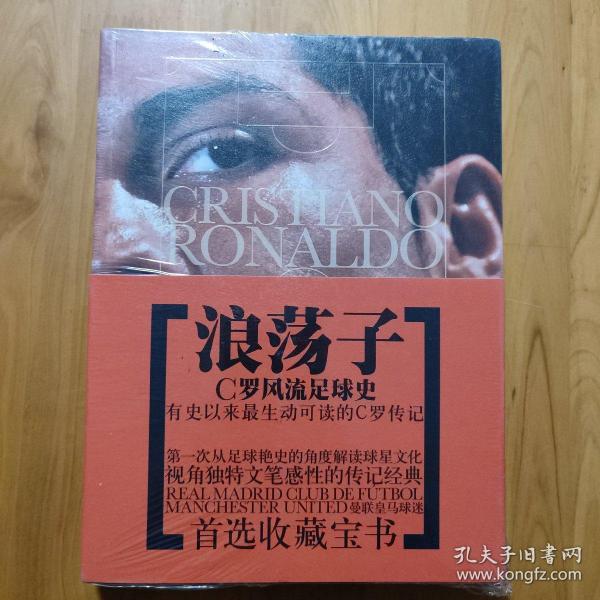 CRISTIANO
RONALDO
浪荡子
C罗风流足球史
有史以来最生动可读的C罗传记
第一次从足球艳史的角度解读球星文化
视角独特文笔感性的传记经典
REAL MADRID CLUB DE FUTBOL
MANCHESTER UNITED 曼联皇马球迷
首选收藏宝书
孔夫子旧书网
www.kongfz.com